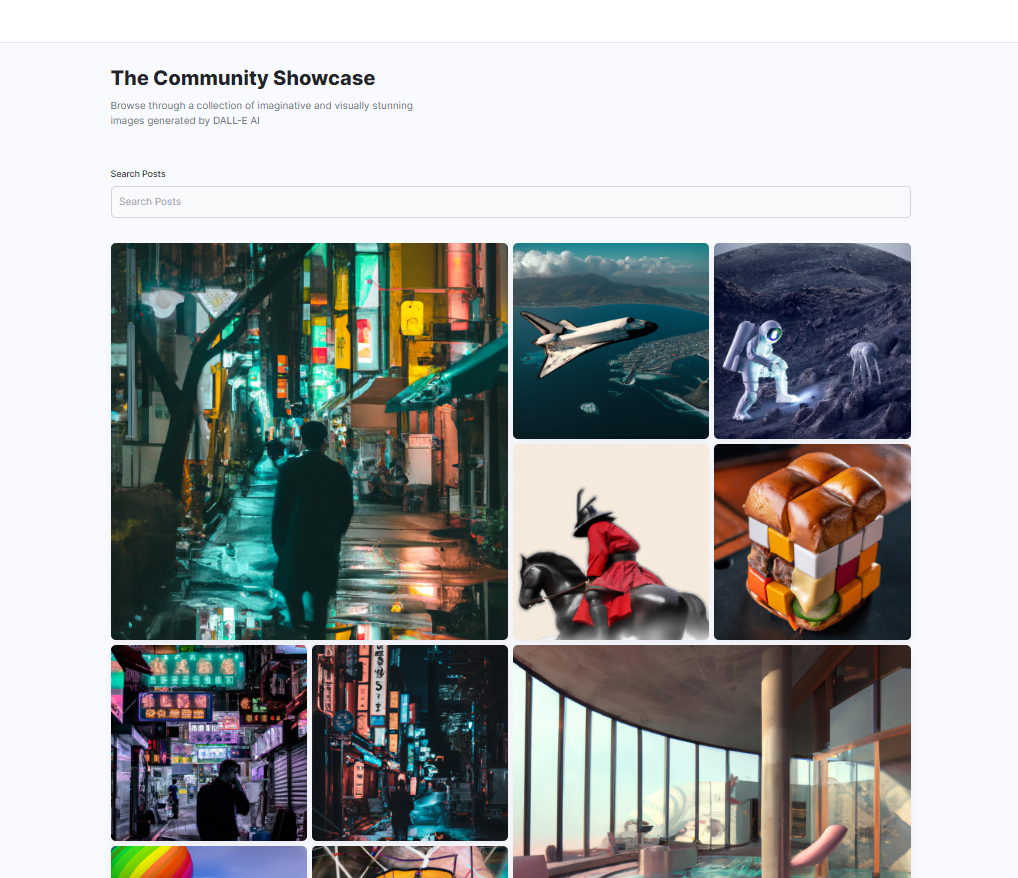 The Community Showcase
Browse through a collection of imaginative and visually stunning
images generated by DALL-E AI
Search Posts
Search Posts